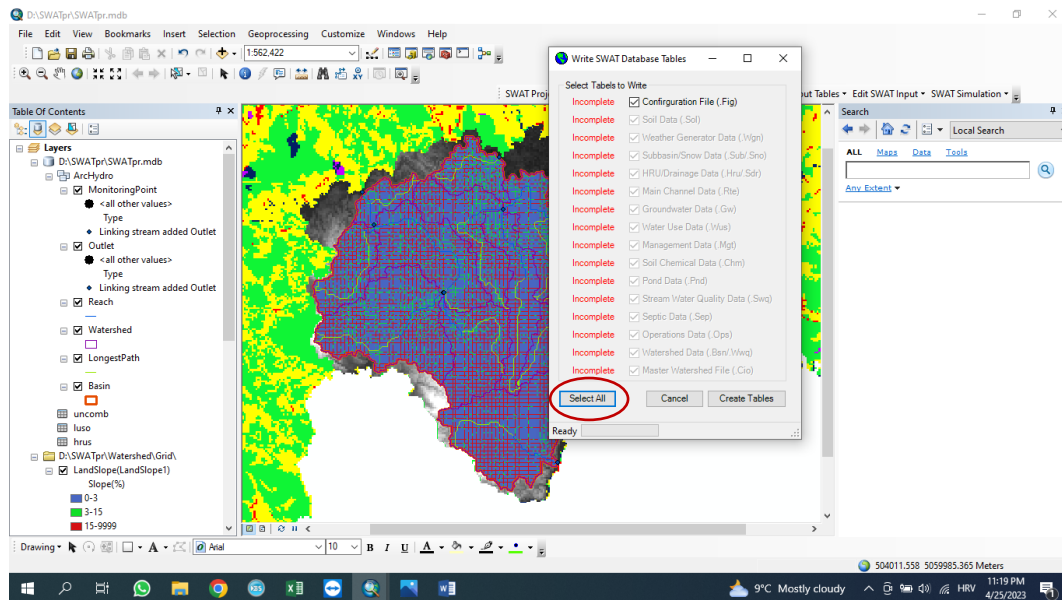 D:\SWATpr\SWATpr.mdb
File Edit View Bookmarks Insert Selection Geoprocessing Customize Windows Help
1:562,422
SWAT Proj
out Tables Edit SWAT Input SWAT Simulation
Table Of Contents
Layers
D:\SWATpr\SWATpr.mdb
ArcHydro
MonitoringPoint
<all other values>
Type
Linking stream added Outlet
Outlet
<all other values>
Type
Linking stream added Outlet
Reach
Watershed
LongestPath
Basin
uncomb
luso
hrus
D:\SWATpr\Watershed\Grid\
LandSlope(LandSlope1)
Slope(%)
0-3
3-15
15-9999
Write SWAT Database Tables
Select Tabels to Write
Incomplete Confirguration File (.Fig)
Incomplete Soil Data (.Sol)
Incomplete Weather Generator Data (.Wgn)
Incomplete Subbasin/Snow Data (.Sub/.Sno)
Incomplete HRU/Drainage Data (.Hru/.Sdr)
Incomplete Main Channel Data (.Rte)
Incomplete Groundwater Data (.Gw)
Incomplete Water Use Data (.Wus)
Incomplete Management Data (.Mgt)
Incomplete Soil Chemical Data (.Chm)
Incomplete Pond Data (.Pnd)
Incomplete Stream Water Quality Data (.Swq)
Incomplete Septic Data (.Sep)
Incomplete Operations Data (.Ops)
Incomplete Watershed Data (.Bsn/.Wwq)
Incomplete Master Watershed File (.Cio)
Select All Cancel Create Tables
Ready
Search
Local Search
ALL Maps Data Tools
Any Extent
Drawing A Arial 10 B I U A
504011.558 5059985.365 Meters
9°C Mostly cloudy HRV 11:19 PM
4/25/2023